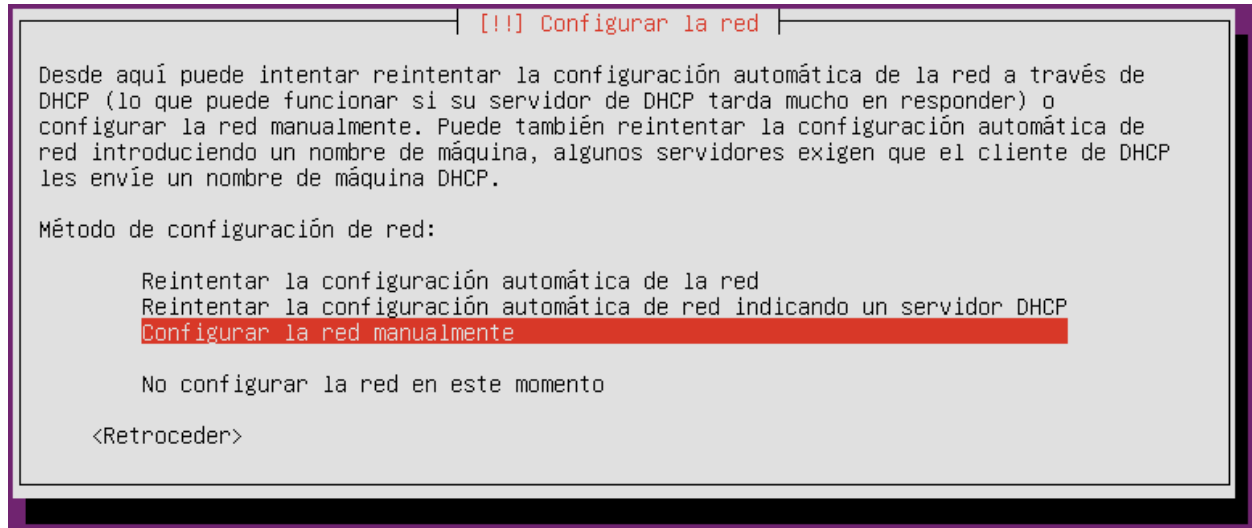 [!!] Configurar la red
Desde aquí puede intentar reintentar la configuración automática de la red a través de
DHCP (lo que puede funcionar si su servidor de DHCP tarda mucho en responder) o
configurar la red manualmente. Puede también reintentar la configuración automática de
red introduciendo un nombre de máquina, algunos servidores exigen que el cliente de DHCP
les envíe un nombre de máquina DHCP.
Método de configuración de red:
Reintentar la configuración automática de la red
Reintentar la configuración automática de red indicando un servidor DHCP
Configurar la red manualmente
No configurar la red en este momento
<Retroceder>